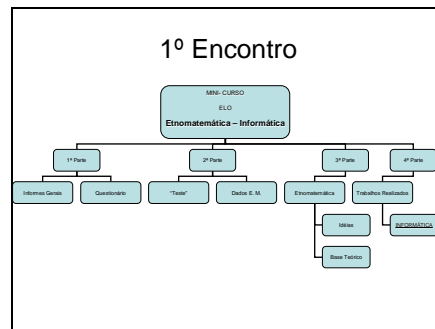 1º Encontro
MINI- CURSO
ELO
Etnomatemática – Informática
1ª Parte
2ª Parte
3ª Parte
4ª Parte
Informes Gerais
Questionário
"Teste"
Dados E. M.
Etnomatemática
Trabalhos Realizados
Idéias
INFORMÁTICA
Base Teórico